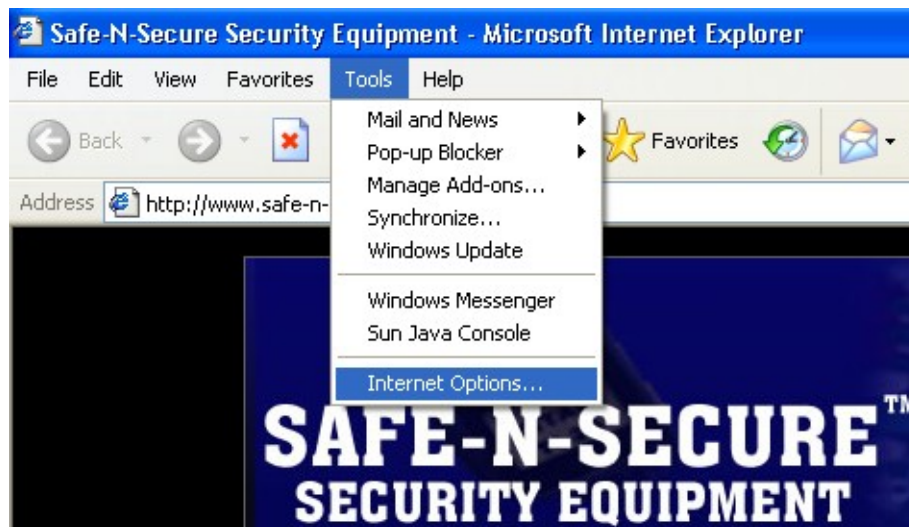 Safe-N-Secure Security Equipment - Microsoft Internet Explorer
File Edit View Favorites Tools Help
Back Favorites
Mail and News
Pop-up Blocker
Manage Add-ons...
Synchronize...
Windows Update
Windows Messenger
Sun Java Console
Internet Options...
Address http://www.safe-n-
SAFE-N-SECURE™
SECURITY EQUIPMENT